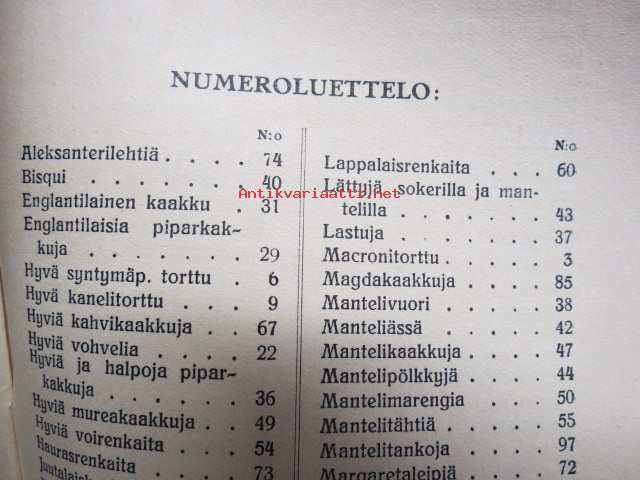 NUMEROLUETTELO:
N:o
Aleksanterilehtiä . . . . 74
Bisqui . . . . . . 40
Englantilainen kaakku . . 31
Englantilaisia piparkak-
kuja . . . . . . . 29
Hyvä syntymäp. torttu . . 6
Hyvä kanelitorttu . . . . 9
Hyviä kahvikaakkuja . . . 67
Hyviä vohvelia . . . . 22
Hyviä ja halpoja pipar-
kakkuja . . . . . . 36
Hyviä mureakaakkuja . . 49
Hyviä voirenkaita . . . 54
Haurasrenkaita . . . . 73
N:o
Lappalaisrenkaita . . . . 60
Lättyjä sokerilla ja man-
telilla . . . . . . . 43
Lastuja . . . . . . . 37
Macronitorttu . . . . . 3
Magdakaakkuja . . . . 85
Mantelivuori . . . . . 38
Manteliässä . . . . . 42
Mantelikaakkuja . . . . 47
Mantelipölkkyjä . . . . 44
Mantelimarengia . . . . 50
Mantelitähtiä . . . . . 55
Mantelitankoja . . . . 97
Margaretaleipiä . . . . 72
Antikvariaatti.net